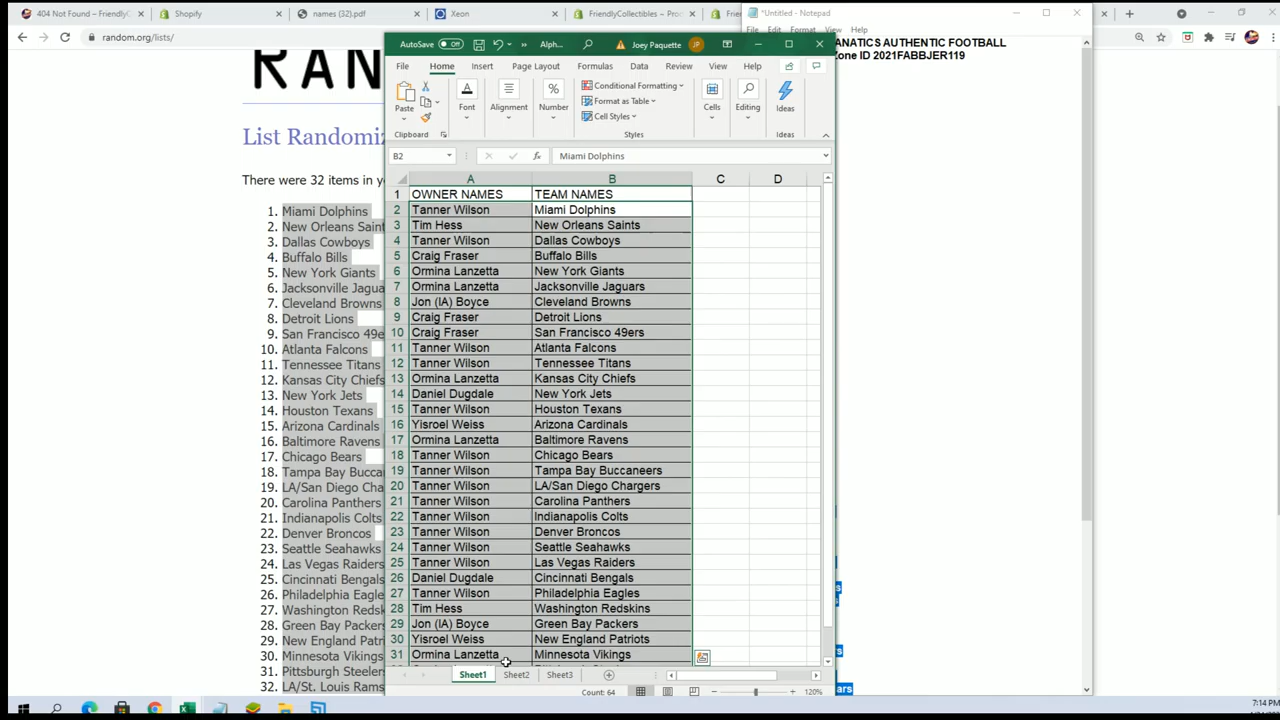 404 Not Found – FriendlyC
Shopify
names (32).pdf
Xeon
FriendlyCollectibles – Proc
Frien
*Untitled - Notepad
random.org/lists/
File Edit Format View Help
ANATICS AUTHENTIC FOOTBALL
Zone ID 2021FABBJER119
RAN
List Randomiz
There were 32 items in yo
1. Miami Dolphins
2. New Orleans Saint
3. Dallas Cowboys
4. Buffalo Bills
5. New York Giants
6. Jacksonville Jagua
7. Cleveland Browns
8. Detroit Lions
9. San Francisco 49e
10. Atlanta Falcons
11. Tennessee Titans
12. Kansas City Chiefs
13. New York Jets
14. Houston Texans
15. Arizona Cardinals
16. Baltimore Ravens
17. Chicago Bears
18. Tampa Bay Bucca
19. LA/San Diego Cha
20. Carolina Panthers
21. Indianapolis Colts
22. Denver Broncos
23. Seattle Seahawks
24. Las Vegas Raiders
25. Cincinnati Bengals
26. Philadelphia Eagles
27. Washington Redsk
28. Green Bay Packers
29. New England Patri
30. Minnesota Vikings
31. Pittsburgh Steelers
32. LA/St. Louis Rams
AutoSave Off Alph... Joey Paquette JP
File Home Insert Page Layout Formulas Data Review View Help
Paste Font Alignment Number Conditional Formatting Format as Table Cell Styles Cells Editing Ideas
Clipboard Styles Ideas
B2 fx Miami Dolphins
A B C D
1 OWNER NAMES TEAM NAMES
2 Tanner Wilson Miami Dolphins
3 Tim Hess New Orleans Saints
4 Tanner Wilson Dallas Cowboys
5 Craig Fraser Buffalo Bills
6 Ormina Lanzetta New York Giants
7 Ormina Lanzetta Jacksonville Jaguars
8 Jon (IA) Boyce Cleveland Browns
9 Craig Fraser Detroit Lions
10 Craig Fraser San Francisco 49ers
11 Tanner Wilson Atlanta Falcons
12 Tanner Wilson Tennessee Titans
13 Ormina Lanzetta Kansas City Chiefs
14 Daniel Dugdale New York Jets
15 Tanner Wilson Houston Texans
16 Yisroel Weiss Arizona Cardinals
17 Ormina Lanzetta Baltimore Ravens
18 Tanner Wilson Chicago Bears
19 Tanner Wilson Tampa Bay Buccaneers
20 Tanner Wilson LA/San Diego Chargers
21 Tanner Wilson Carolina Panthers
22 Tanner Wilson Indianapolis Colts
23 Tanner Wilson Denver Broncos
24 Tanner Wilson Seattle Seahawks
25 Tanner Wilson Las Vegas Raiders
26 Daniel Dugdale Cincinnati Bengals
27 Tanner Wilson Philadelphia Eagles
28 Tim Hess Washington Redskins
29 Jon (IA) Boyce Green Bay Packers
30 Yisroel Weiss New England Patriots
31 Ormina Lanzetta Minnesota Vikings
Sheet1 Sheet2 Sheet3
Count: 64 120%
7:14 PM